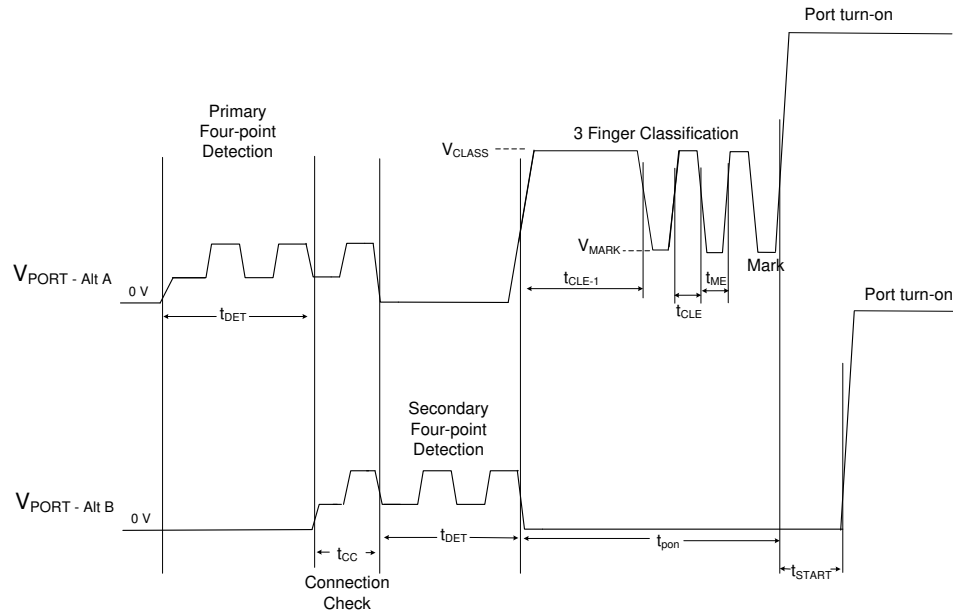 Port turn-on
Primary
Four-point
Detection
3 Finger Classification
VCLASS
VMARK
Mark
VPORT - Alt A
0 V
tDET
tCLE-1
tME
tCLE
Port turn-on
Secondary
Four-point
Detection
VPORT - Alt B
0 V
tCC
tDET
tpon
tSTART
Connection
Check